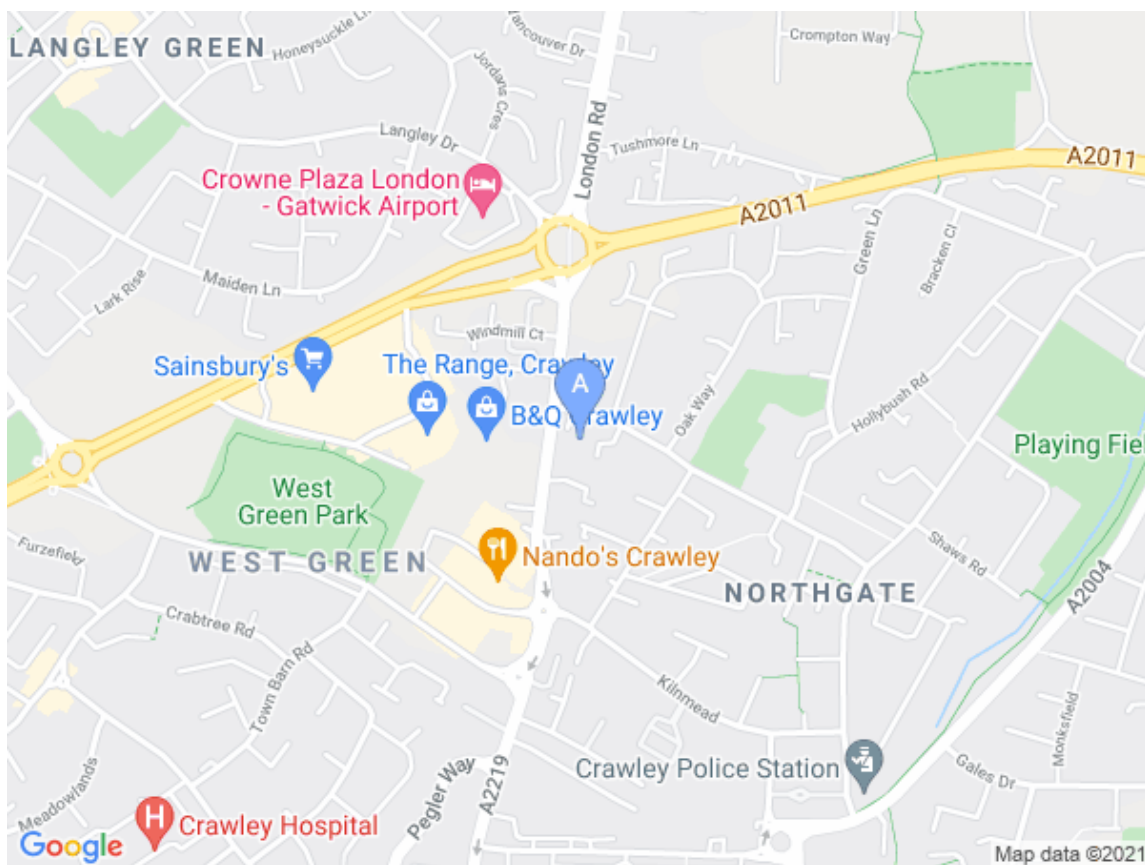 LANGLEY GREEN
Honeysuckle Ln
Vancouver Dr
Jordans Cres
Crompton Way
Langley Dr
London Rd
Tushmore Ln
A2011
A2011
Crowne Plaza London
- Gatwick Airport
Green Ln
Bracken Cl
Lark Rise
Maiden Ln
Windmill Ct
Sainsbury's
The Range, Crawley
A
B&Q Crawley
Oak Way
Hollybush Rd
Playing Fiel
West
Green Park
Furzefield
WEST GREEN
Nando's Crawley
NORTHGATE
Shaws Rd
A2004
Crabtree Rd
Town Barn Rd
Kilnmead
Monksfield
Meadowlands
Pegler Way
A2219
Crawley Police Station
Gales Dr
H
Crawley Hospital
Google
Map data ©2021